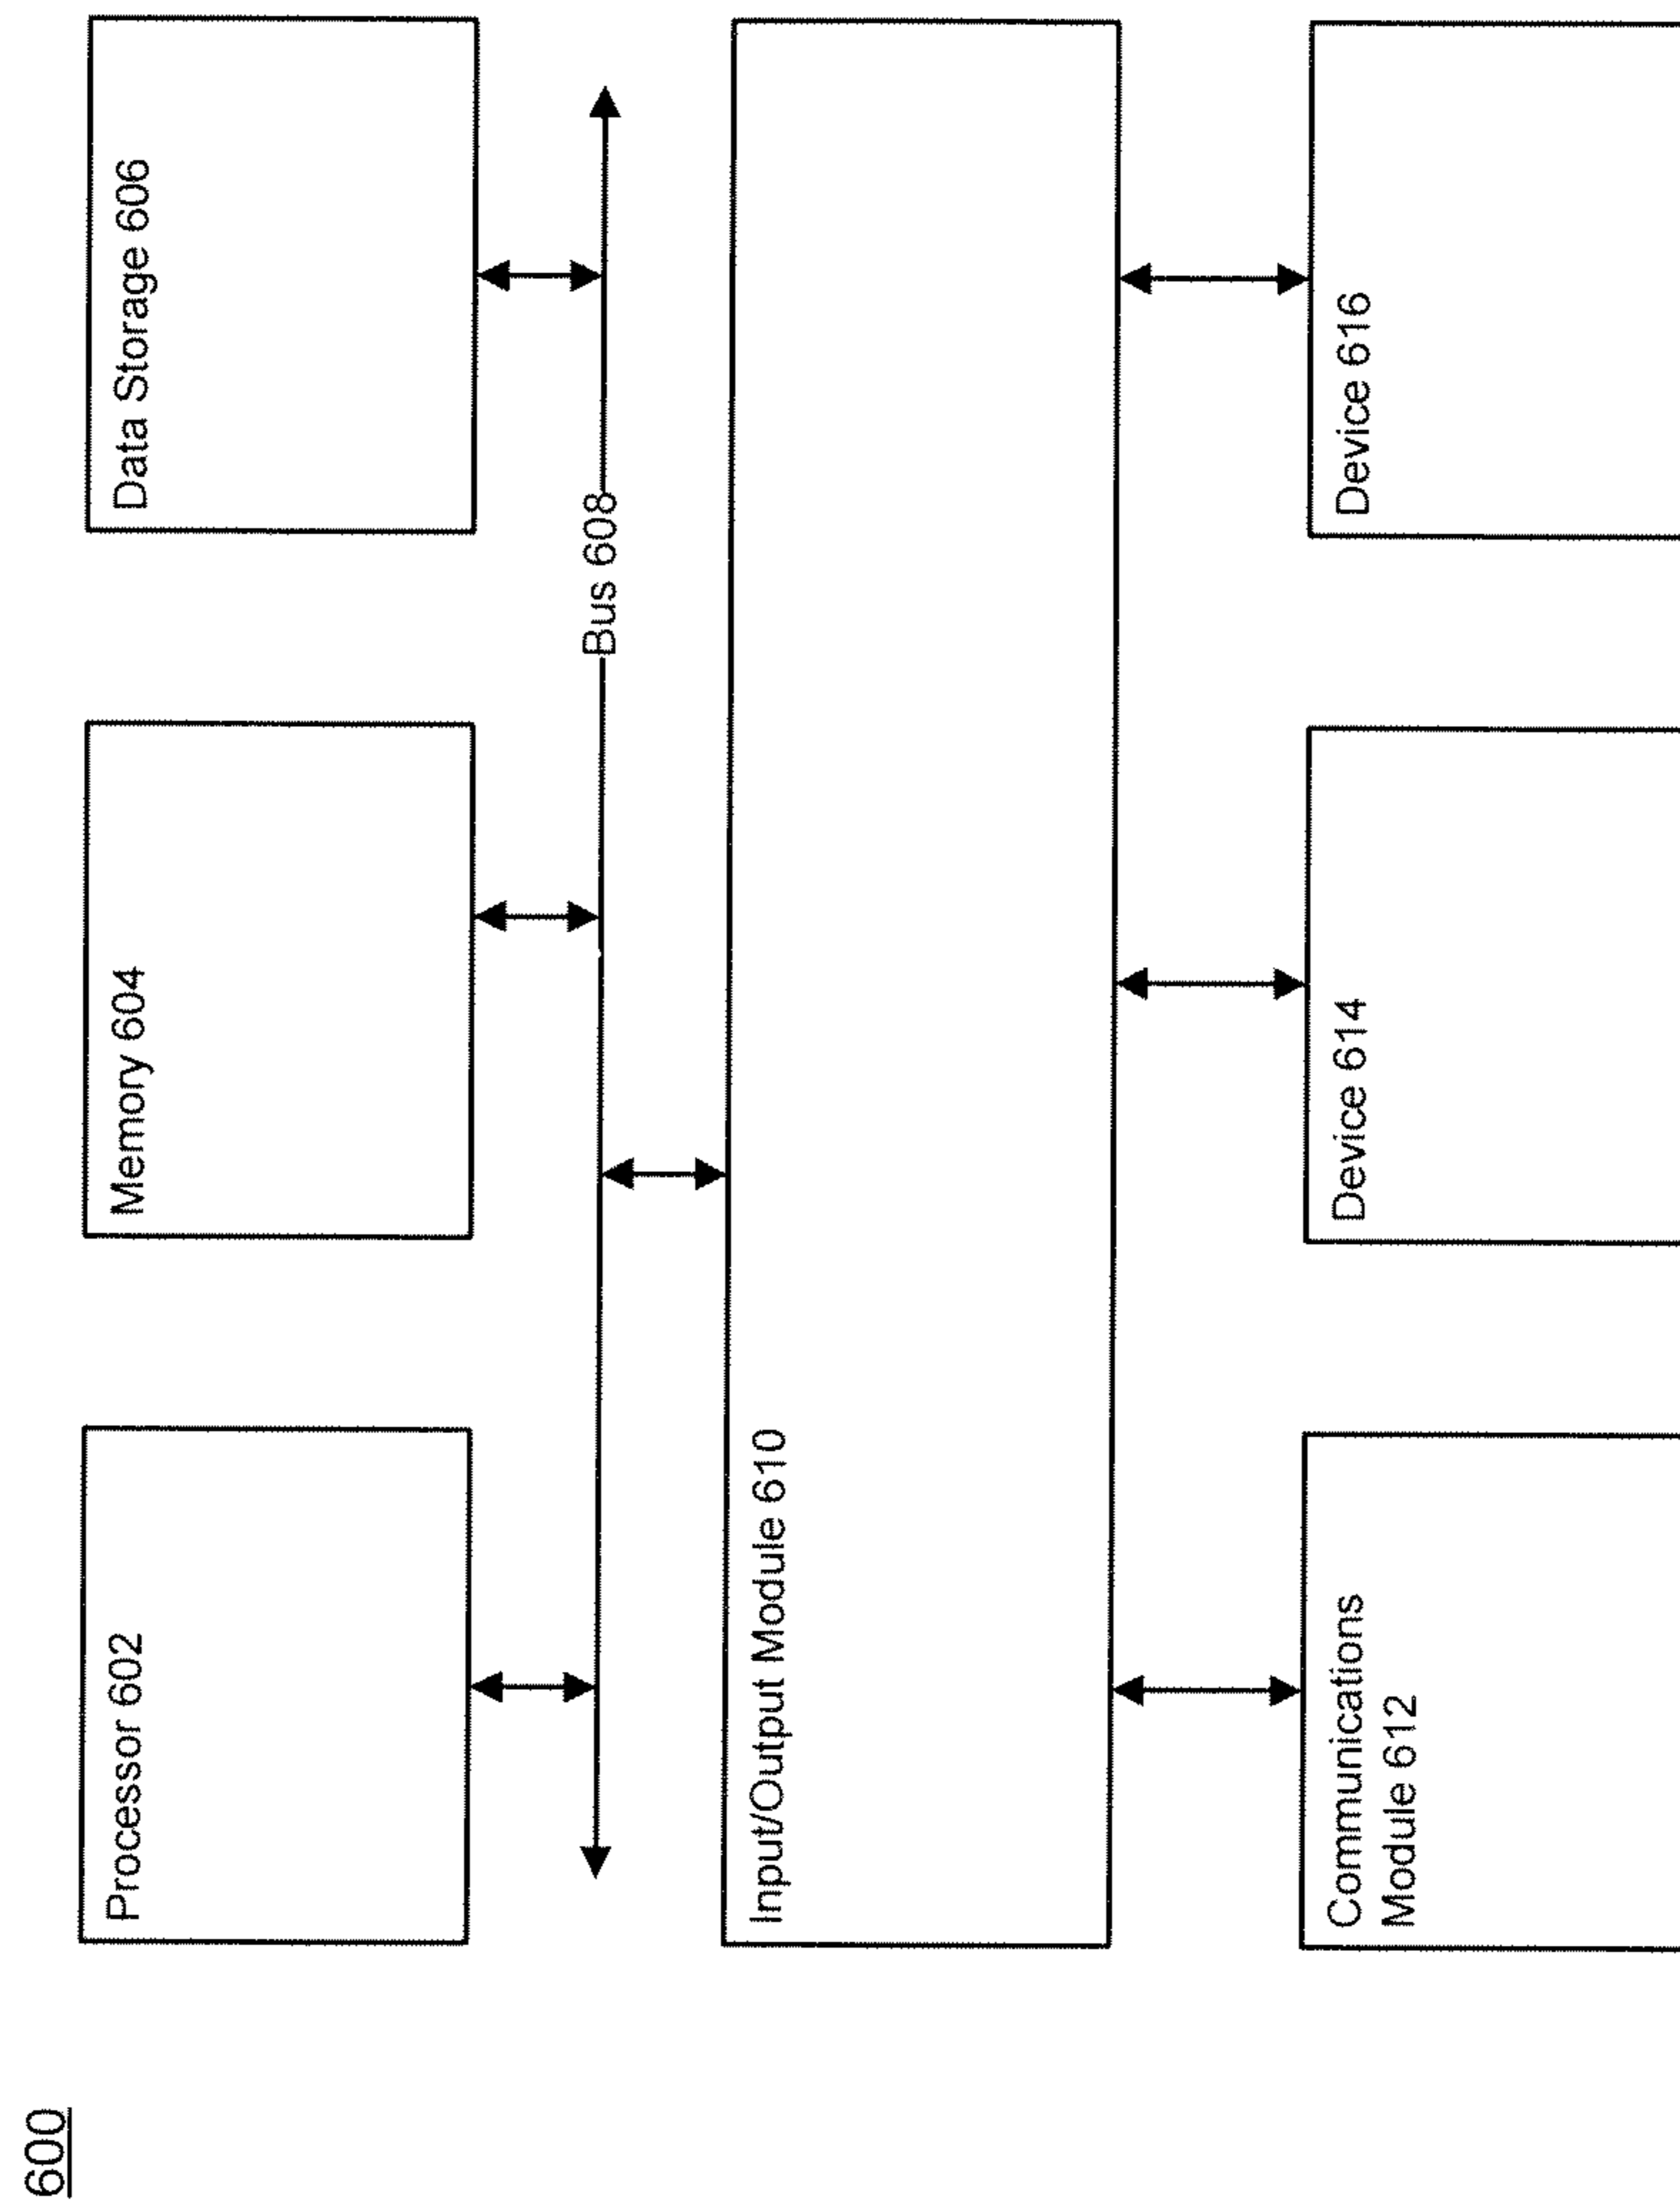 600
Processor 602
Memory 604
Data Storage 606
Bus 608
Input/Output Module 610
Communications
Module 612
Device 614
Device 616